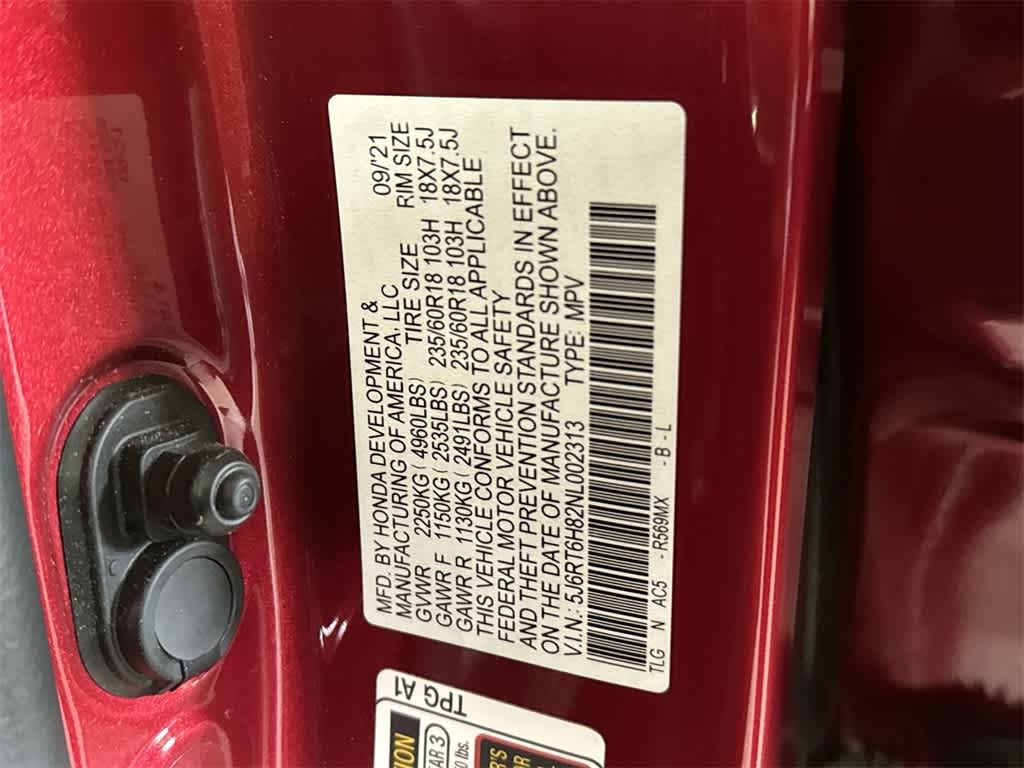 MFD. BY HONDA DEVELOPMENT & 09/'21
MANUFACTURING OF AMERICA, LLC
GVWR 2250KG ( 4960LBS) TIRE SIZE RIM SIZE
GAWR F 1150KG ( 2535LBS) 235/60R18 103H 18X7.5J
GAWR R 1130KG ( 2491LBS) 235/60R18 103H 18X7.5J
THIS VEHICLE CONFORMS TO ALL APPLICABLE
FEDERAL MOTOR VEHICLE SAFETY
AND THEFT PREVENTION STANDARDS IN EFFECT
ON THE DATE OF MANUFACTURE SHOWN ABOVE.
V.I.N.: 5J6RT6H82NL002313 TYPE: MPV
TLG N AC5 - R569MX - B - L
TPG A1